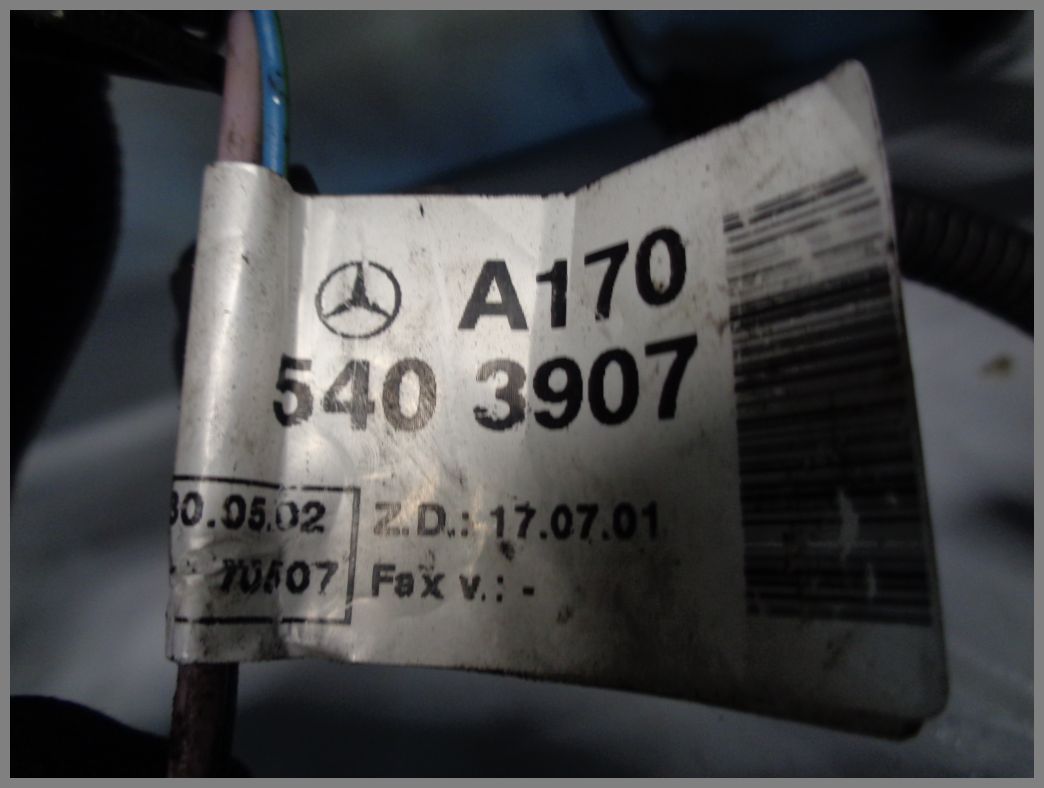 A170
540 3907
30.05.02
Z.D.: 17.07.01
70507
Fax v.: -